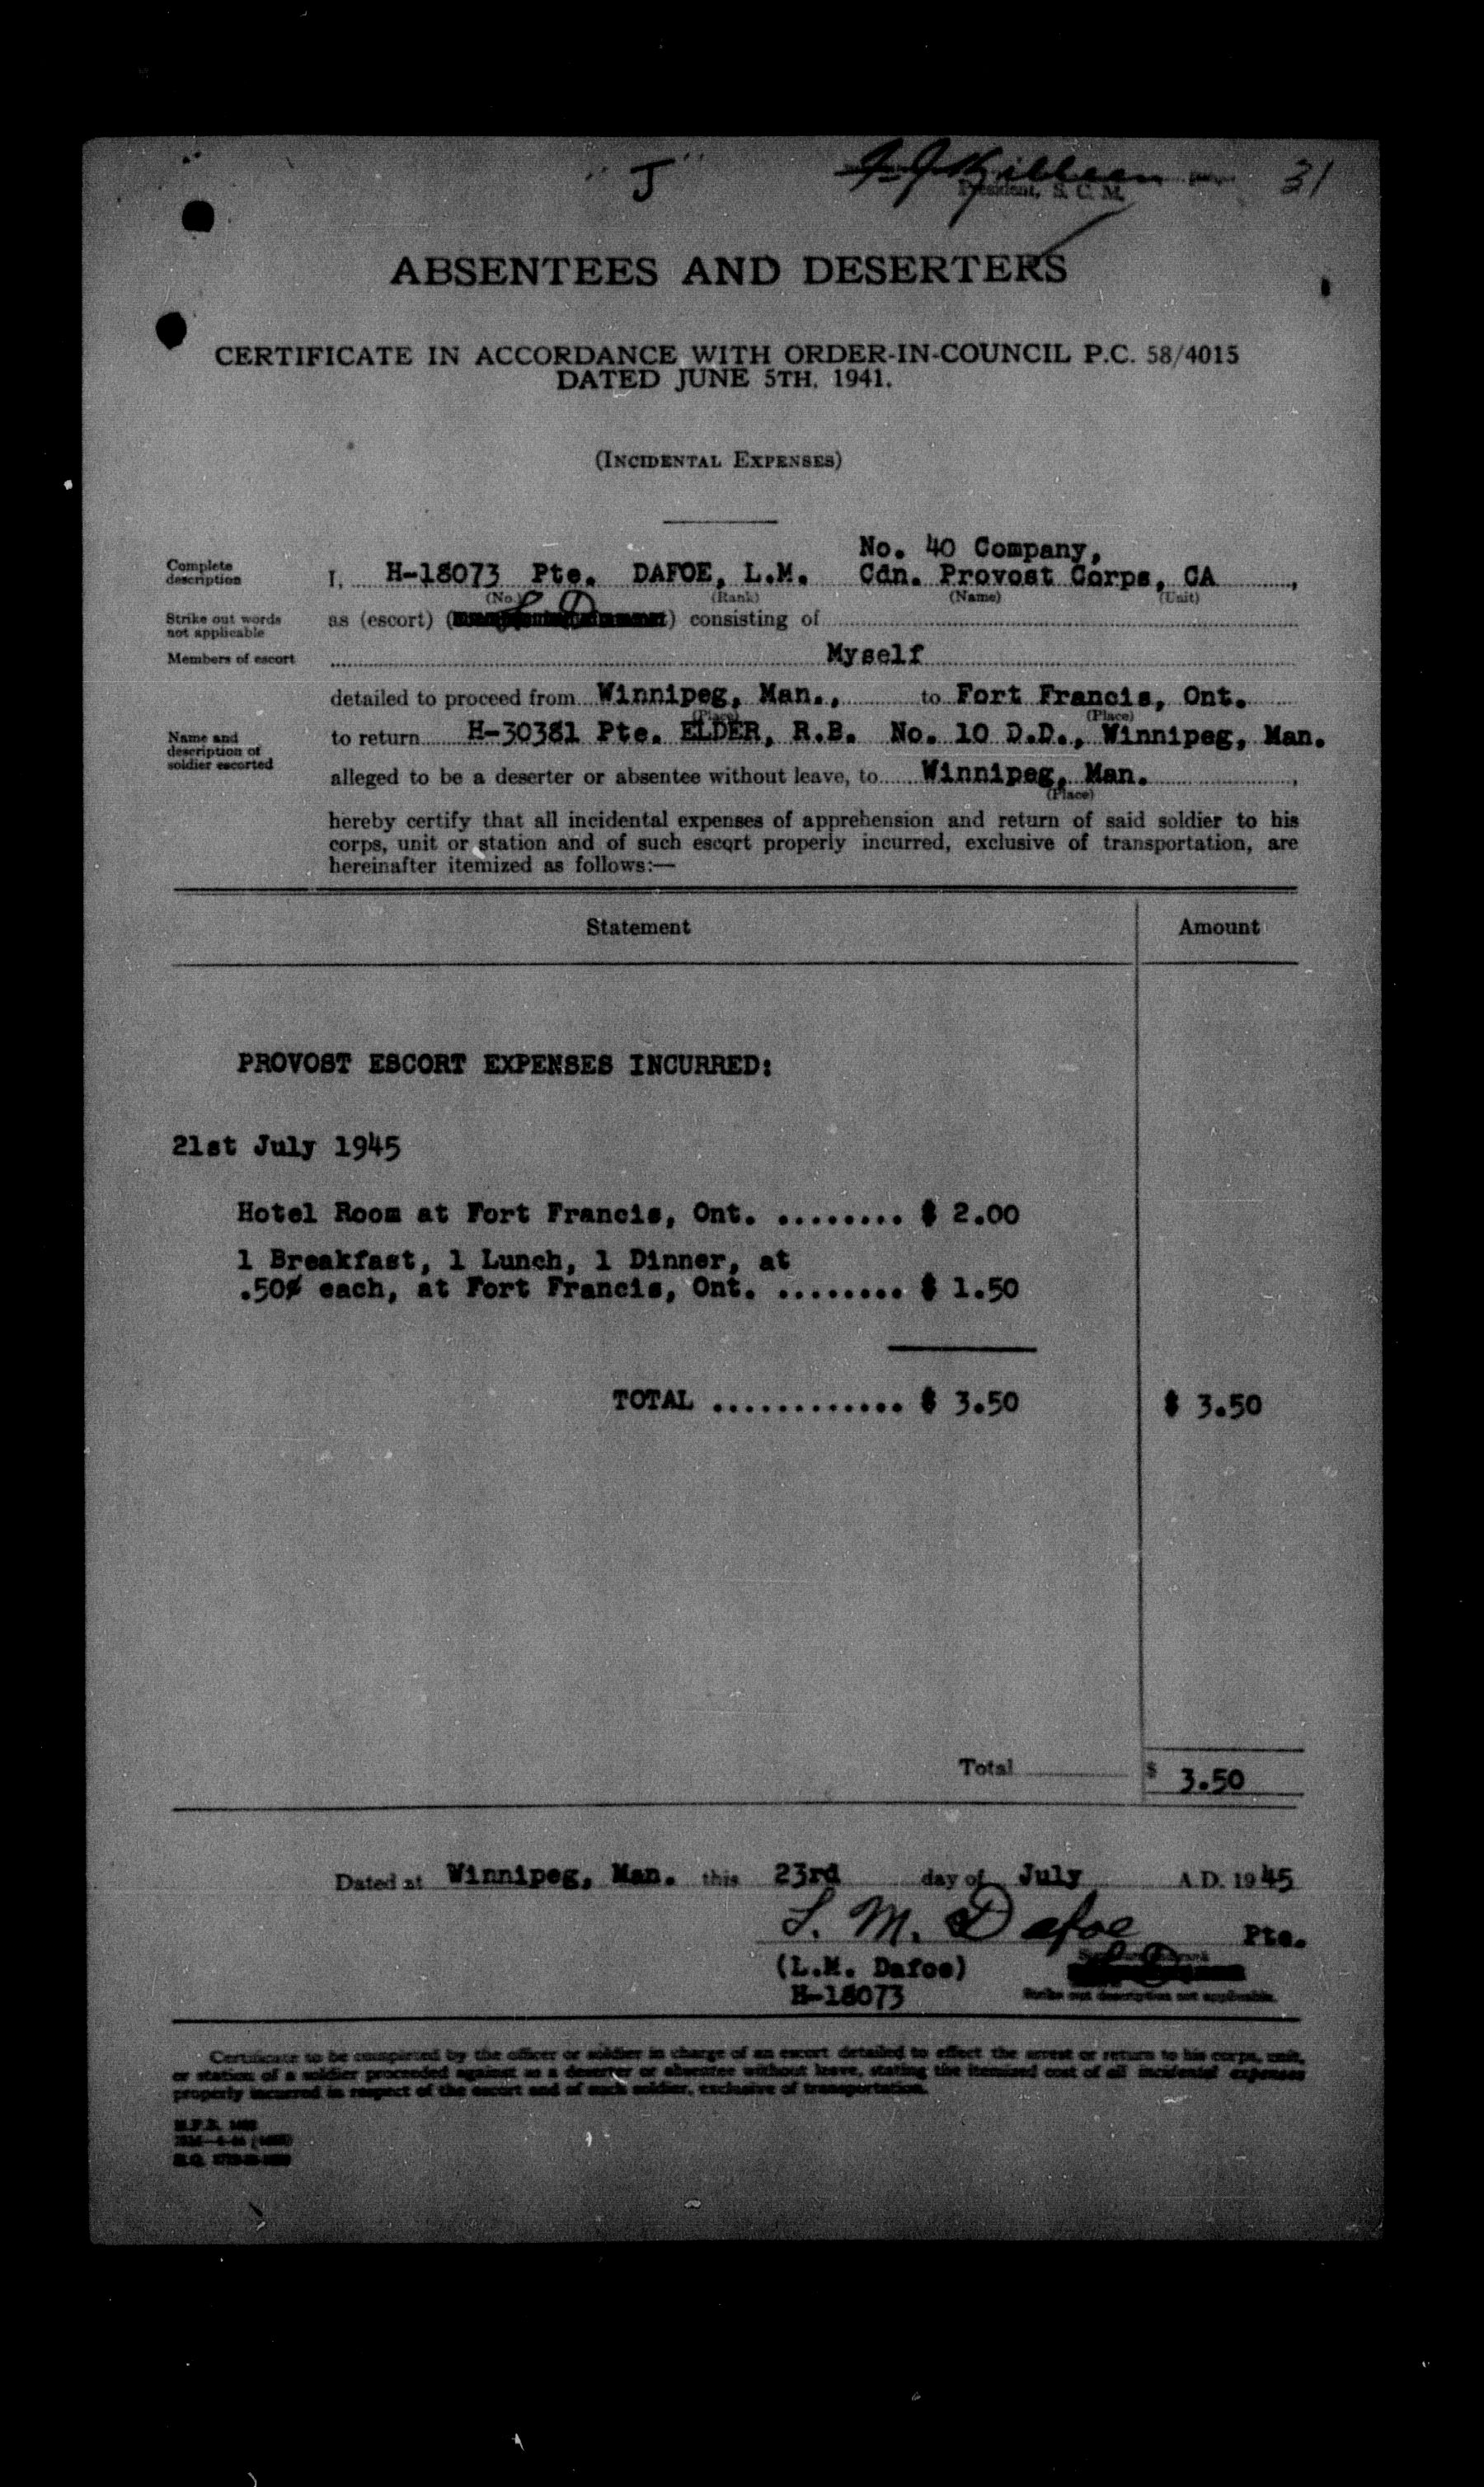 "J" 31
President, S. C. M.
ABSENTEES AND DESERTERS
CERTIFICATE IN ACCORDANCE WITH ORDER-IN-COUNCIL P.C. 58/4015
DATED JUNE 5TH, 1941.
(INCIDENTAL EXPENSES)
No. 40 Company,
Complete description I, H-18073 Pte. DAFOE, L.M. Cdn. Provost Corps, CA ,
(No.) (Rank) (Name) (Unit)
Strike out words not applicable as (escort) ( ) consisting of
Members of escort Myself
detailed to proceed from Winnipeg, Man., to Fort Francis, Ont.
(Place) (Place)
Name and description of soldier escorted to return H-30381 Pte. ELDER, R.B. No. 10 D.D., Winnipeg, Man.
alleged to be a deserter or absentee without leave, to Winnipeg, Man. ,
(Place)
hereby certify that all incidental expenses of apprehension and return of said soldier to his
corps, unit or station and of such escort properly incurred, exclusive of transportation, are
hereinafter itemized as follows:—
Statement Amount
PROVOST ESCORT EXPENSES INCURRED:
21st July 1945
Hotel Room at Fort Francis, Ont. ........ $ 2.00
1 Breakfast, 1 Lunch, 1 Dinner, at
.50¢ each, at Fort Francis, Ont. ........ $ 1.50
TOTAL ............ $ 3.50 $ 3.50
Total $ 3.50
Dated at Winnipeg, Man. this 23rd day of July A.D. 1945
L. M. Dafoe Pte.
(L.M. Dafoe)
H-18073 Strike out description not applicable.
Certificate to be completed by the officer or soldier in charge of an escort detailed to effect the arrest or return to his corps, unit,
or station of a soldier proceeded against as a deserter or absentee without leave, stating the itemized cost of all incidental expenses
properly incurred in respect of the escort and of such soldier, exclusive of transportation.